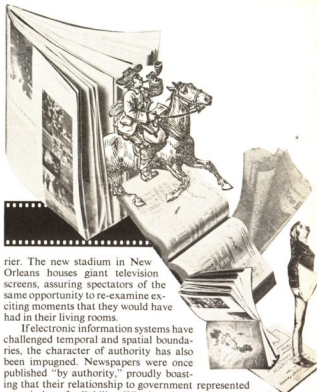 rier. The new stadium in New
Orleans houses giant television
screens, assuring spectators of the
same opportunity to re-examine ex-
citing moments that they would have
had in their living rooms.
If electronic information systems have
challenged temporal and spatial bounda-
ries, the character of authority has also
been impugned. Newspapers were once
published “by authority,” proudly boast-
ing that their relationship to government represented